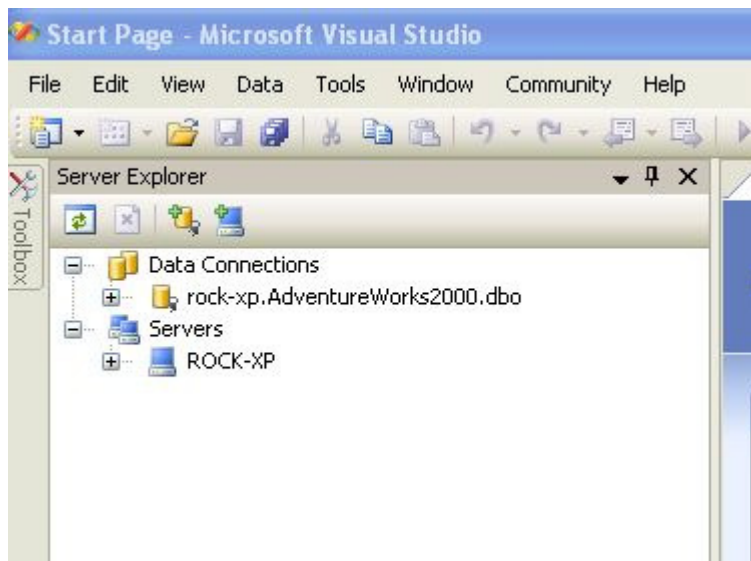 Start Page - Microsoft Visual Studio
File Edit View Data Tools Window Community Help
Server Explorer
Toolbox
Data Connections
rock-xp.AdventureWorks2000.dbo
Servers
ROCK-XP